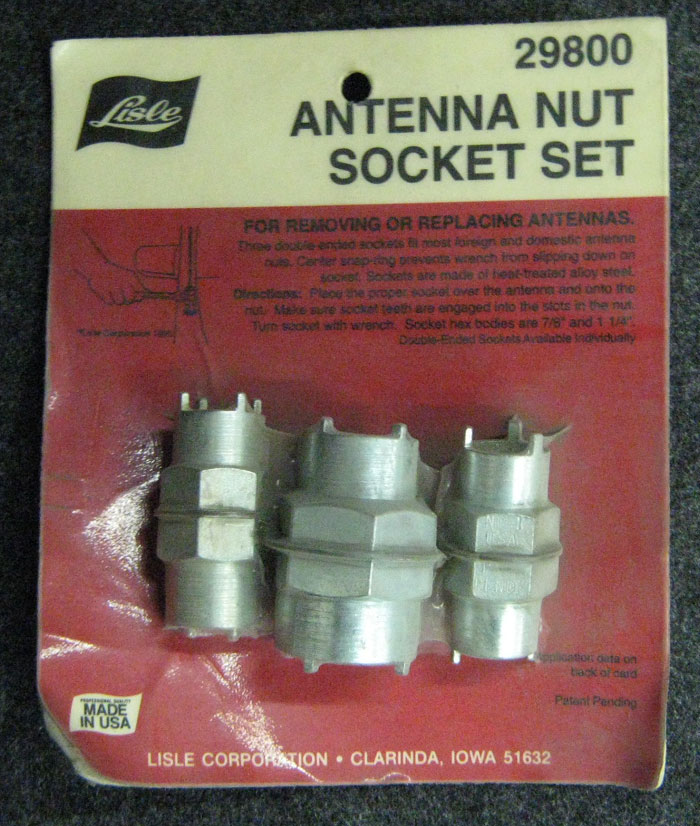 29800
Lisle
ANTENNA NUT
SOCKET SET
FOR REMOVING OR REPLACING ANTENNAS.
Three double ended sockets fit most foreign and domestic antenna
nuts. Center snap-ring prevents wrench from slipping down on
socket. Sockets are made of heat-treated alloy steel.
Directions: Place the proper socket over the antenna and onto the
nut. Make sure socket teeth are engaged into the slots in the nut.
Turn socket with wrench. Socket hex bodies are 7/8" and 1 1/4".
Double-Ended Sockets Available Individually
Lisle Corporation
Application data on
back of card
Patent Pending
PROFESSIONAL QUALITY
MADE
IN USA
LISLE CORPORATION • CLARINDA, IOWA 51632